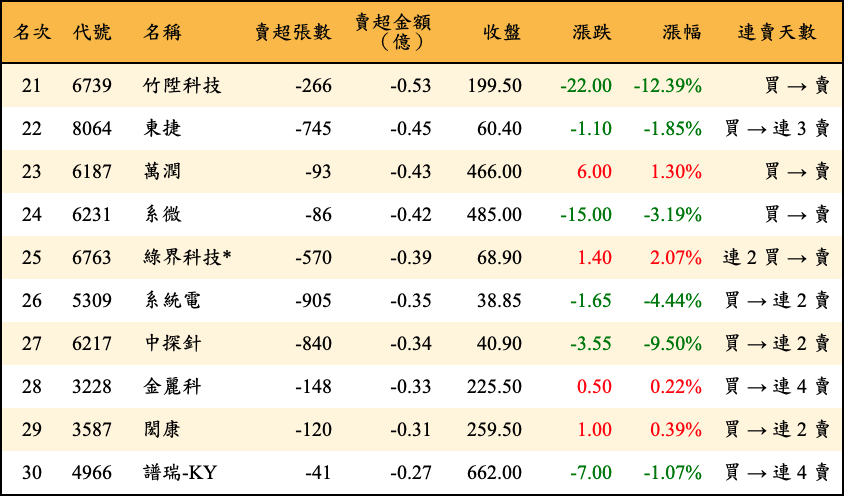 名次 代號 名稱 賣超張數 賣超金額（億） 收盤 漲跌 漲幅 連賣天數
21 6739 竹陞科技 -266 -0.53 199.50 -22.00 -12.39% 買 → 賣
22 8064 東捷 -745 -0.45 60.40 -1.10 -1.85% 買 → 連 3 賣
23 6187 萬潤 -93 -0.43 466.00 6.00 1.30% 買 → 賣
24 6231 系微 -86 -0.42 485.00 -15.00 -3.19% 買 → 賣
25 6763 綠界科技* -570 -0.39 68.90 1.40 2.07% 連 2 買 → 賣
26 5309 系統電 -905 -0.35 38.85 -1.65 -4.44% 買 → 連 2 賣
27 6217 中探針 -840 -0.34 40.90 -3.55 -9.50% 買 → 連 2 賣
28 3228 金麗科 -148 -0.33 225.50 0.50 0.22% 買 → 連 4 賣
29 3587 閎康 -120 -0.31 259.50 1.00 0.39% 買 → 連 2 賣
30 4966 譜瑞-KY -41 -0.27 662.00 -7.00 -1.07% 買 → 連 4 賣